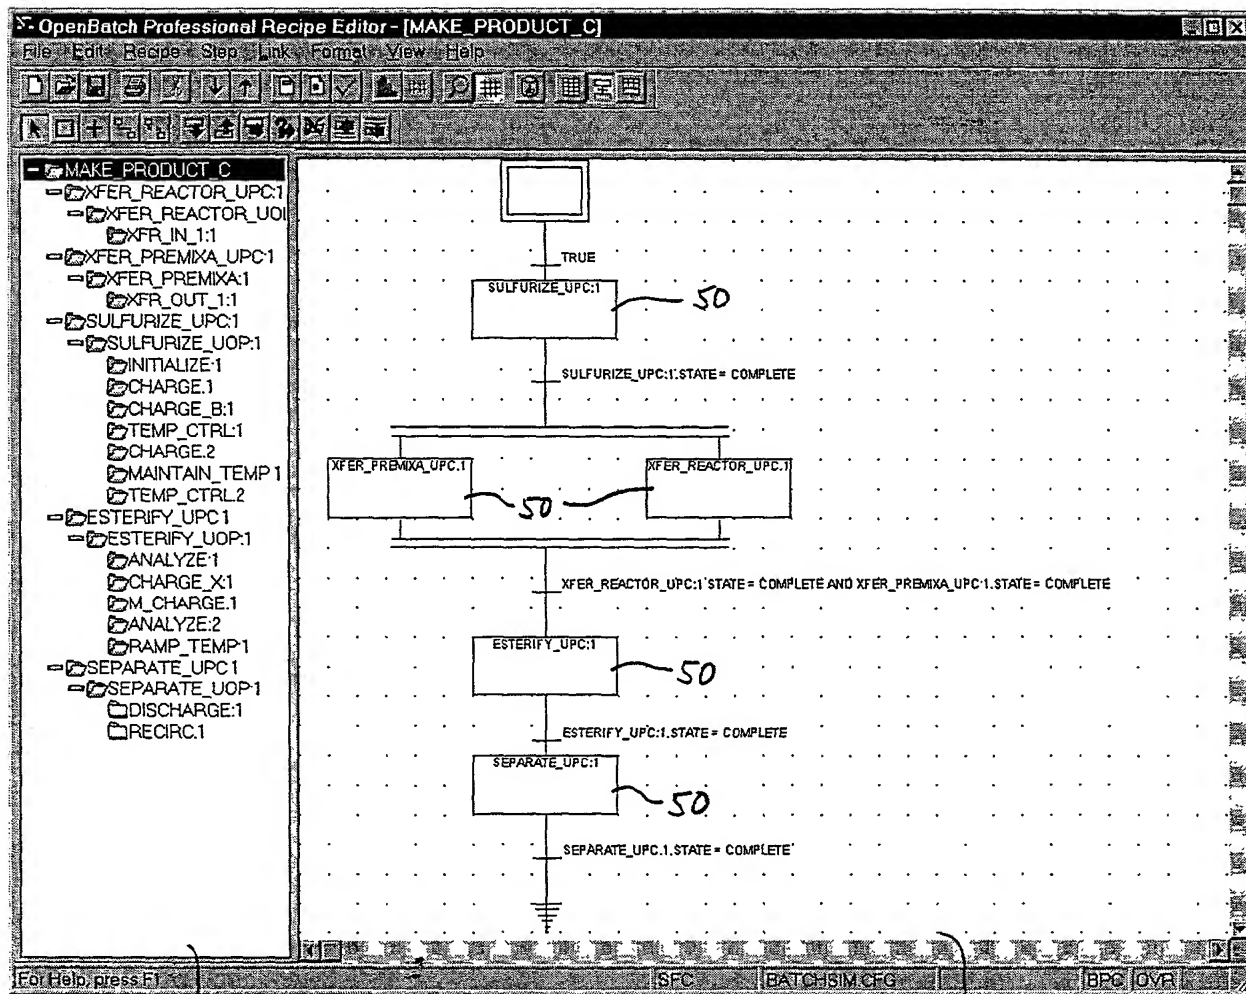 OpenBatch Professional Recipe Editor - [MAKE_PRODUCT_C]
File Edit Recipe Step Link Format View Help
MAKE_PRODUCT_C
XFER_REACTOR_UPC:1
XFER_REACTOR_UOI
XFR_IN_1:1
XFER_PREMIXA_UPC:1
XFER_PREMIXA:1
XFR_OUT_1:1
SULFURIZE_UPC:1
SULFURIZE_UOP:1
INITIALIZE:1
CHARGE.1
CHARGE_B:1
TEMP_CTRL:1
CHARGE.2
MAINTAIN_TEMP 1
TEMP_CTRL.2
ESTERIFY_UPC 1
ESTERIFY_UOP:1
ANALYZE:1
CHARGE_X:1
M_CHARGE.1
ANALYZE:2
RAMP_TEMP:1
SEPARATE_UPC 1
SEPARATE_UOP:1
DISCHARGE:1
RECIRC.1
TRUE
SULFURIZE_UPC:1
50
SULFURIZE_UPC:1.STATE = COMPLETE
XFER_PREMIXA_UPC.1
XFER_REACTOR_UPC.1
50
XFER_REACTOR_UPC:1 STATE = COMPLETE AND XFER_PREMIXA_UPC 1.STATE = COMPLETE
ESTERIFY_UPC:1
50
ESTERIFY_UPC:1.STATE = COMPLETE
SEPARATE_UPC:1
50
SEPARATE_UPC.1.STATE = COMPLETE
For Help, press F1 SFC BATCHSIM.CFG BPC OVR